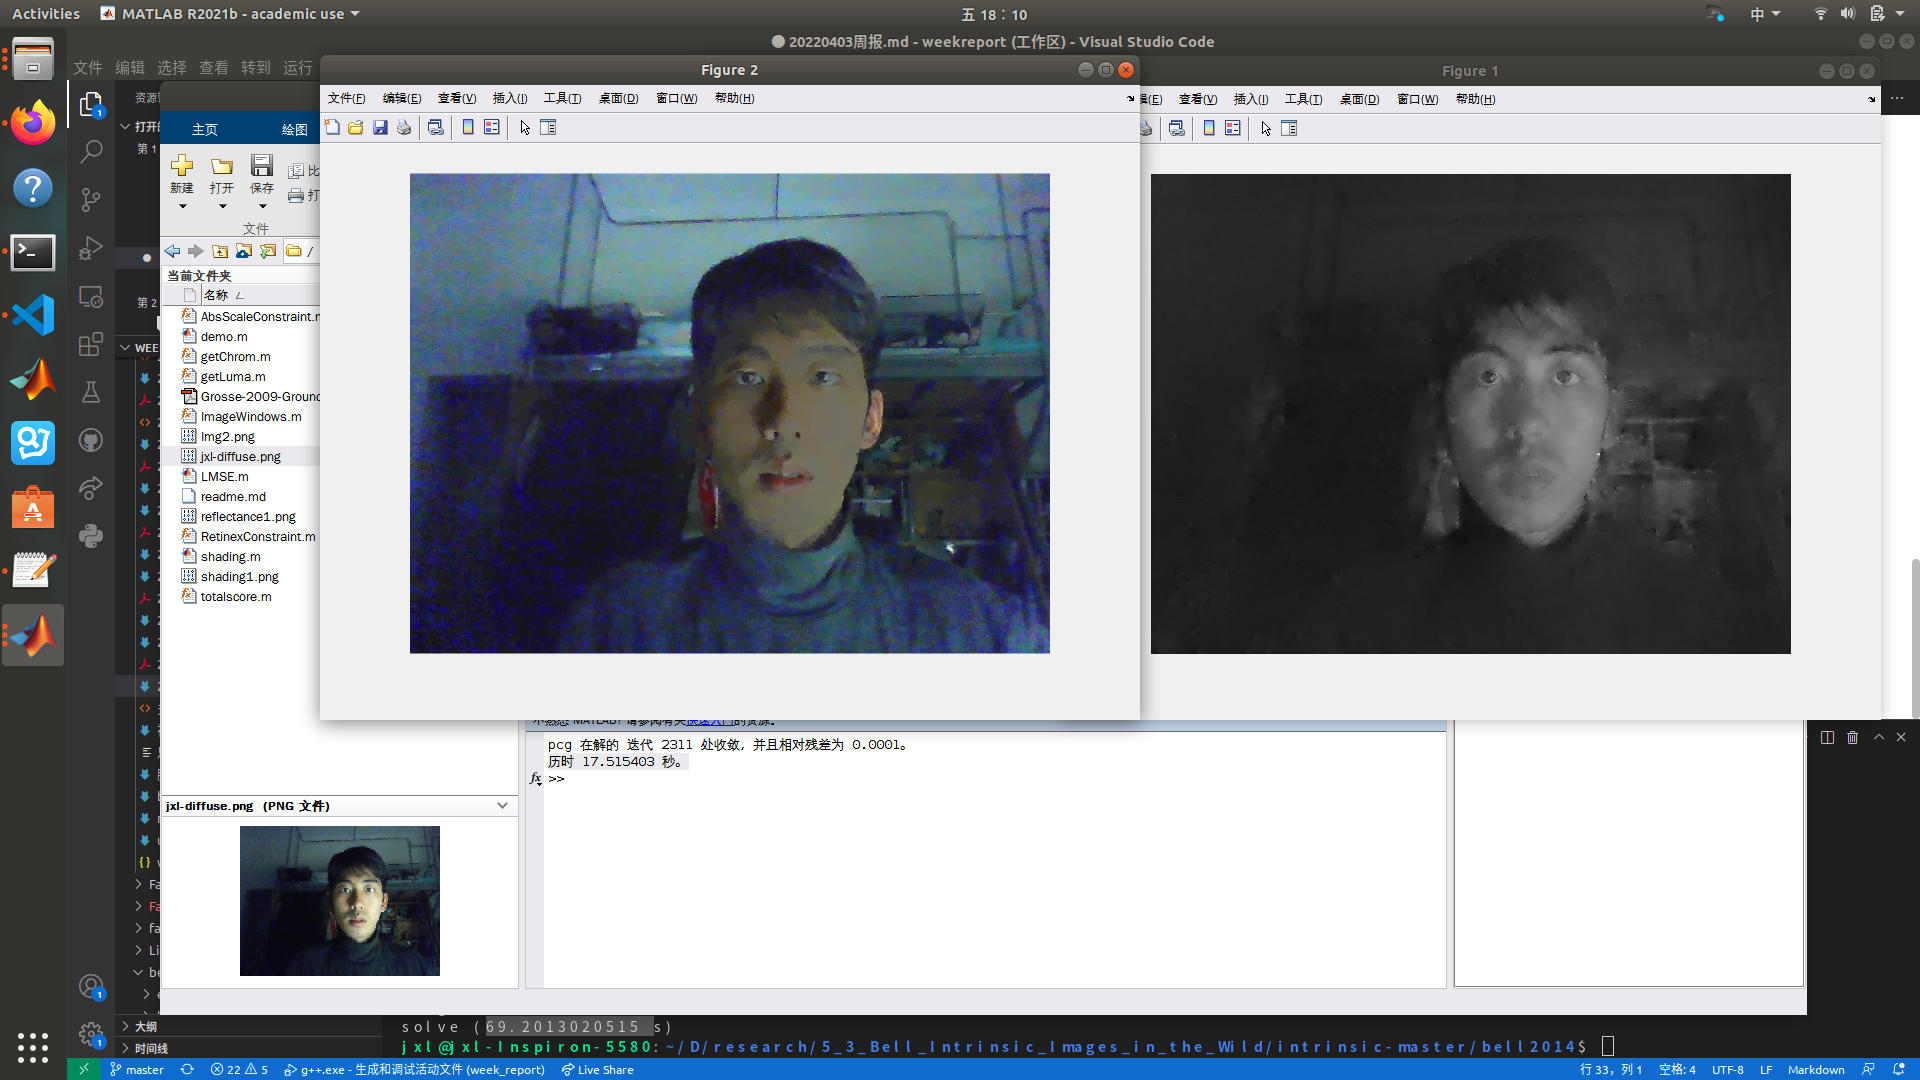 Activities
MATLAB R2021b - academic use
五 18：10
中
20220403周报.md - weekreport (工作区) - Visual Studio Code
文件 编辑 选择 查看 转到 运行
Figure 2
Figure 1
文件(F) 编辑(E) 查看(V) 插入(I) 工具(T) 桌面(D) 窗口(W) 帮助(H)
查看(V) 插入(I) 工具(T) 桌面(D) 窗口(W) 帮助(H)
主页 绘图
新建 打开 保存
文件
/
当前文件夹
名称
AbsScaleConstraint.m
demo.m
getChrom.m
getLuma.m
Grosse-2009-Ground
ImageWindows.m
Img2.png
jxl-diffuse.png
LMSE.m
readme.md
reflectance1.png
RetinexConstraint.m
shading.m
shading1.png
totalscore.m
第 1
第 2
WEE
pcg 在解的 迭代 2311 处收敛，并且相对残差为 0.0001。
历时 17.515403 秒。
fx >>
jxl-diffuse.png (PNG 文件)
Fa
Fa
fa
Li
be
大纲
时间线
solve (69.2013020515 s)
jxl@jxl-Inspiron-5580:~/D/research/5_3_Bell_Intrinsic_Images_in_the_Wild/intrinsic-master/bell2014$
master
22 5
g++.exe - 生成和调试活动文件 (week_report)
Live Share
行 33，列 1
空格: 4
UTF-8
LF
Markdown